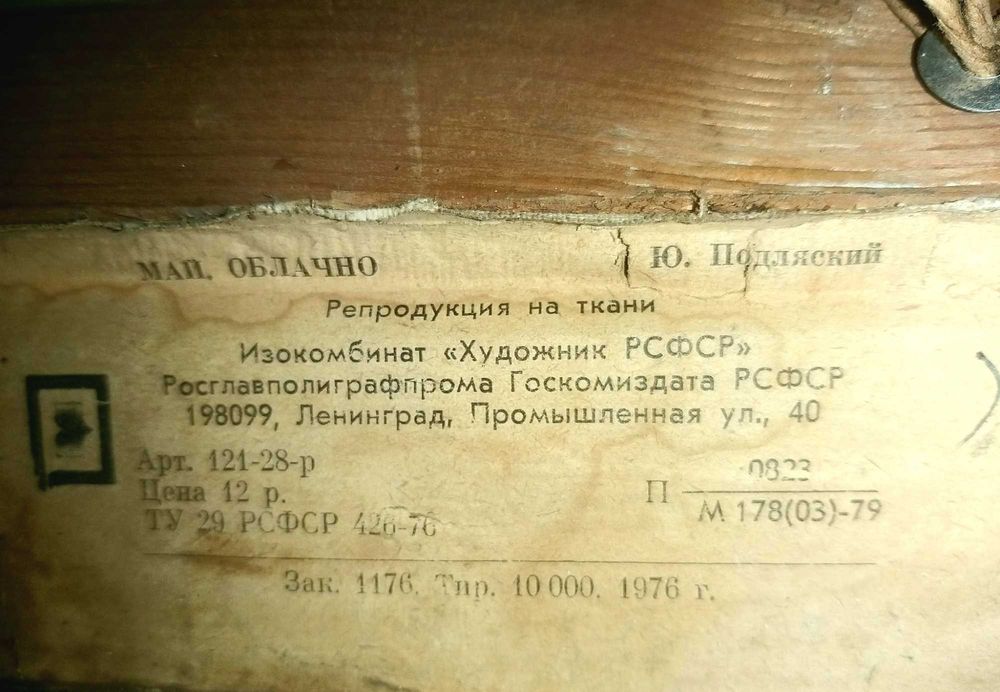 МАЙ. ОБЛАЧНО Ю. Подляский
Репродукция на ткани
Изокомбинат «Художник РСФСР»
Росглавполиграфпрома Госкомиздата РСФСР
198099, Ленинград, Промышленная ул., 40
Арт. 121-28-р
Цена 12 р.
ТУ 29 РСФСР 426-76
П 0823
М 178(03)-79
Зак. 1176. Тир. 10 000. 1976 г.